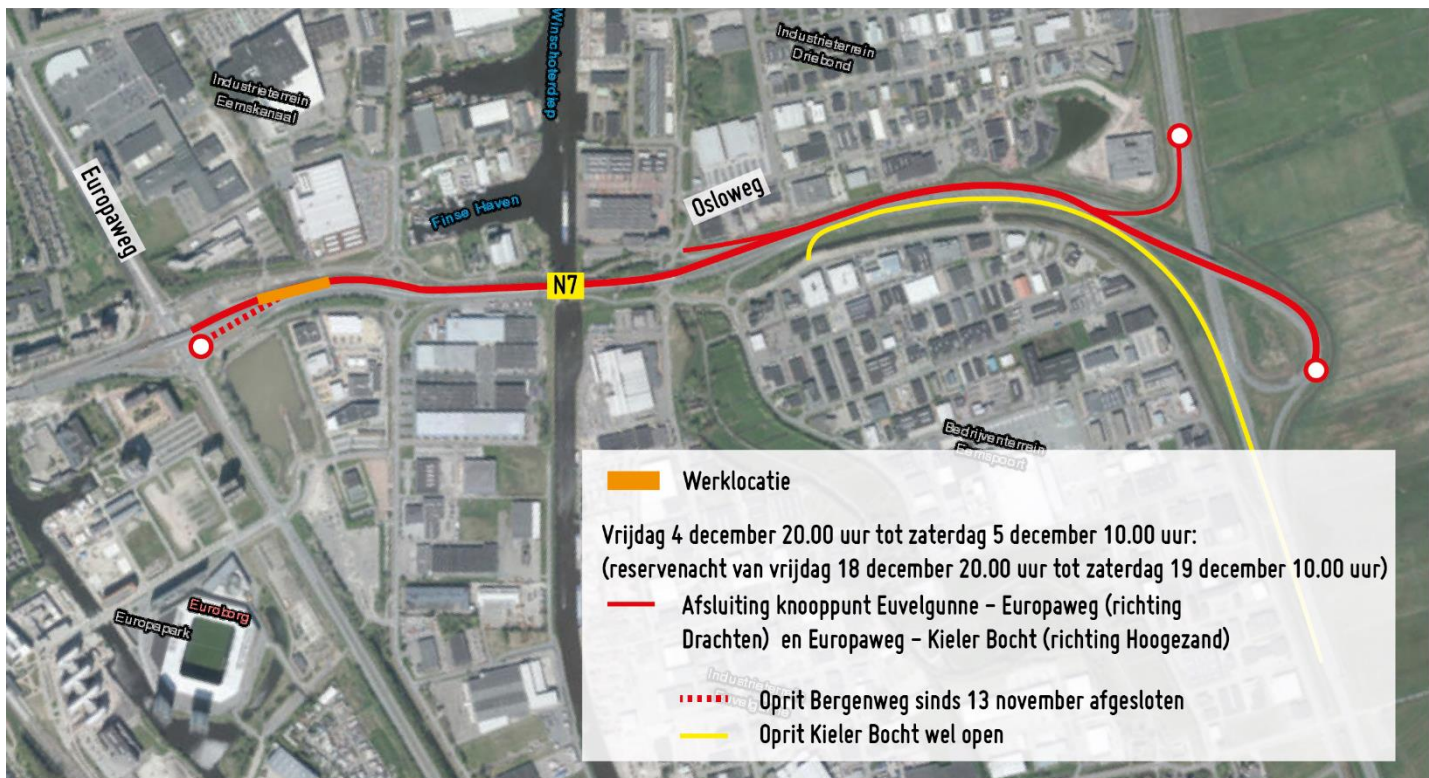 Winschoterdiep
Industrieterrein
Driebond
Industrieterrein
Eemskanaal
Europaweg
Osloweg
Finse Haven
N7
Bedrijventerrein
Eemspoort
Werklocatie
Vrijdag 4 december 20.00 uur tot zaterdag 5 december 10.00 uur:
(reservenacht van vrijdag 18 december 20.00 uur tot zaterdag 19 december 10.00 uur)
Afsluiting knooppunt Euvelgunne - Europaweg (richting
Drachten) en Europaweg - Kieler Bocht (richting Hoogezand)
Euroborg
Europapark
Industrieterrein
Euvelgunne
Oprit Bergenweg sinds 13 november afgesloten
Oprit Kieler Bocht wel open